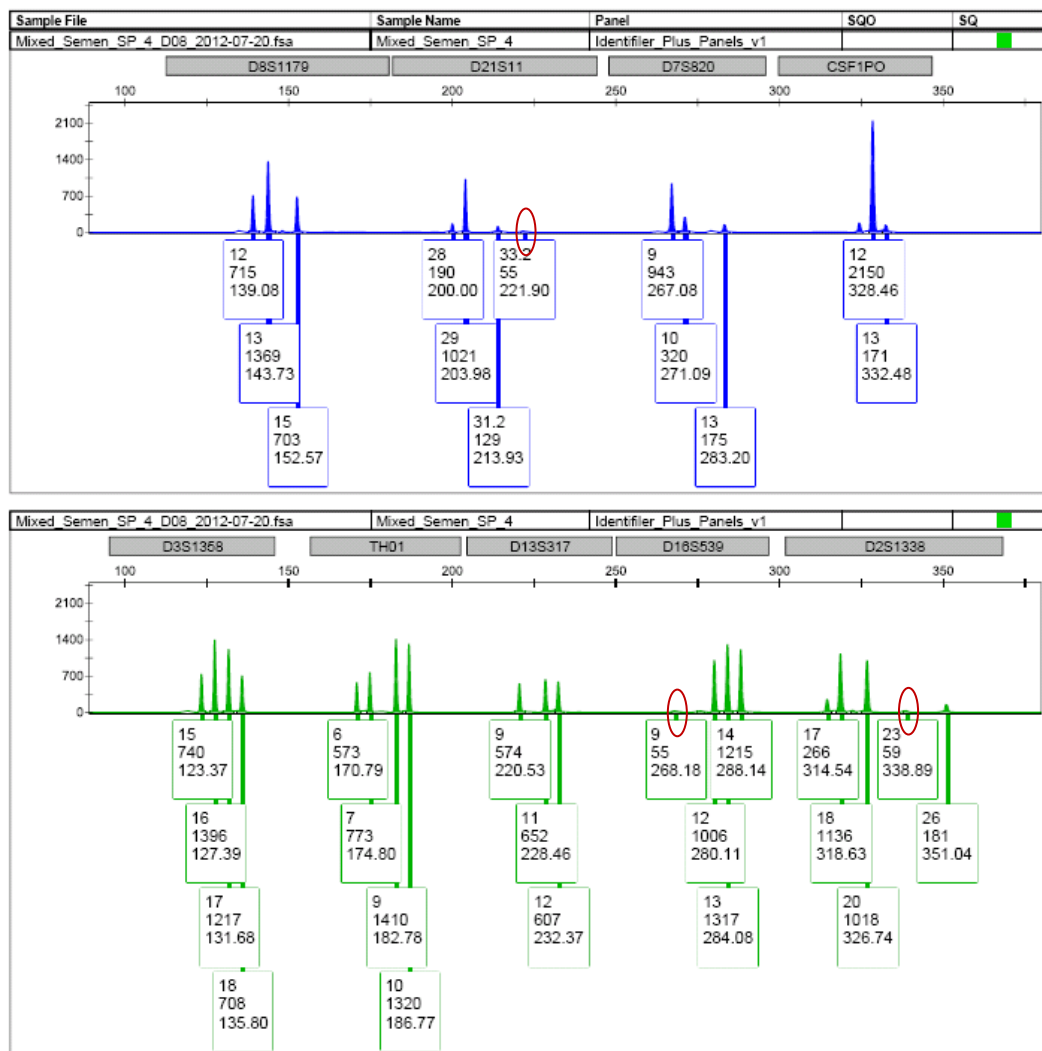 Sample File Sample Name Panel SQO SQ
Mixed_Semen_SP_4_D08_2012-07-20.fsa Mixed_Semen_SP_4 Identifiler_Plus_Panels_v1
D8S1179 D21S11 D7S820 CSF1PO
100 150 200 250 300 350
2100
1400
700
0
12 28 33.2 9 12
715 190 55 943 2150
139.08 200.00 221.90 267.08 328.46
13 29 10 13
1369 1021 320 171
143.73 203.98 271.09 332.48
15 31.2 13
703 129 175
152.57 213.93 283.20
Mixed_Semen_SP_4_D08_2012-07-20.fsa Mixed_Semen_SP_4 Identifiler_Plus_Panels_v1
D3S1358 TH01 D13S317 D16S539 D2S1338
100 150 200 250 300 350
2100
1400
700
0
15 6 9 9 14 17 23
740 573 574 55 1215 266 59
123.37 170.79 220.53 268.18 288.14 314.54 338.89
16 7 11 12 18 26
1396 773 652 1006 1136 181
127.39 174.80 228.46 280.11 318.63 351.04
17 9 12 13 20
1217 1410 607 1317 1018
131.68 182.78 232.37 284.08 326.74
18 10
708 1320
135.80 186.77